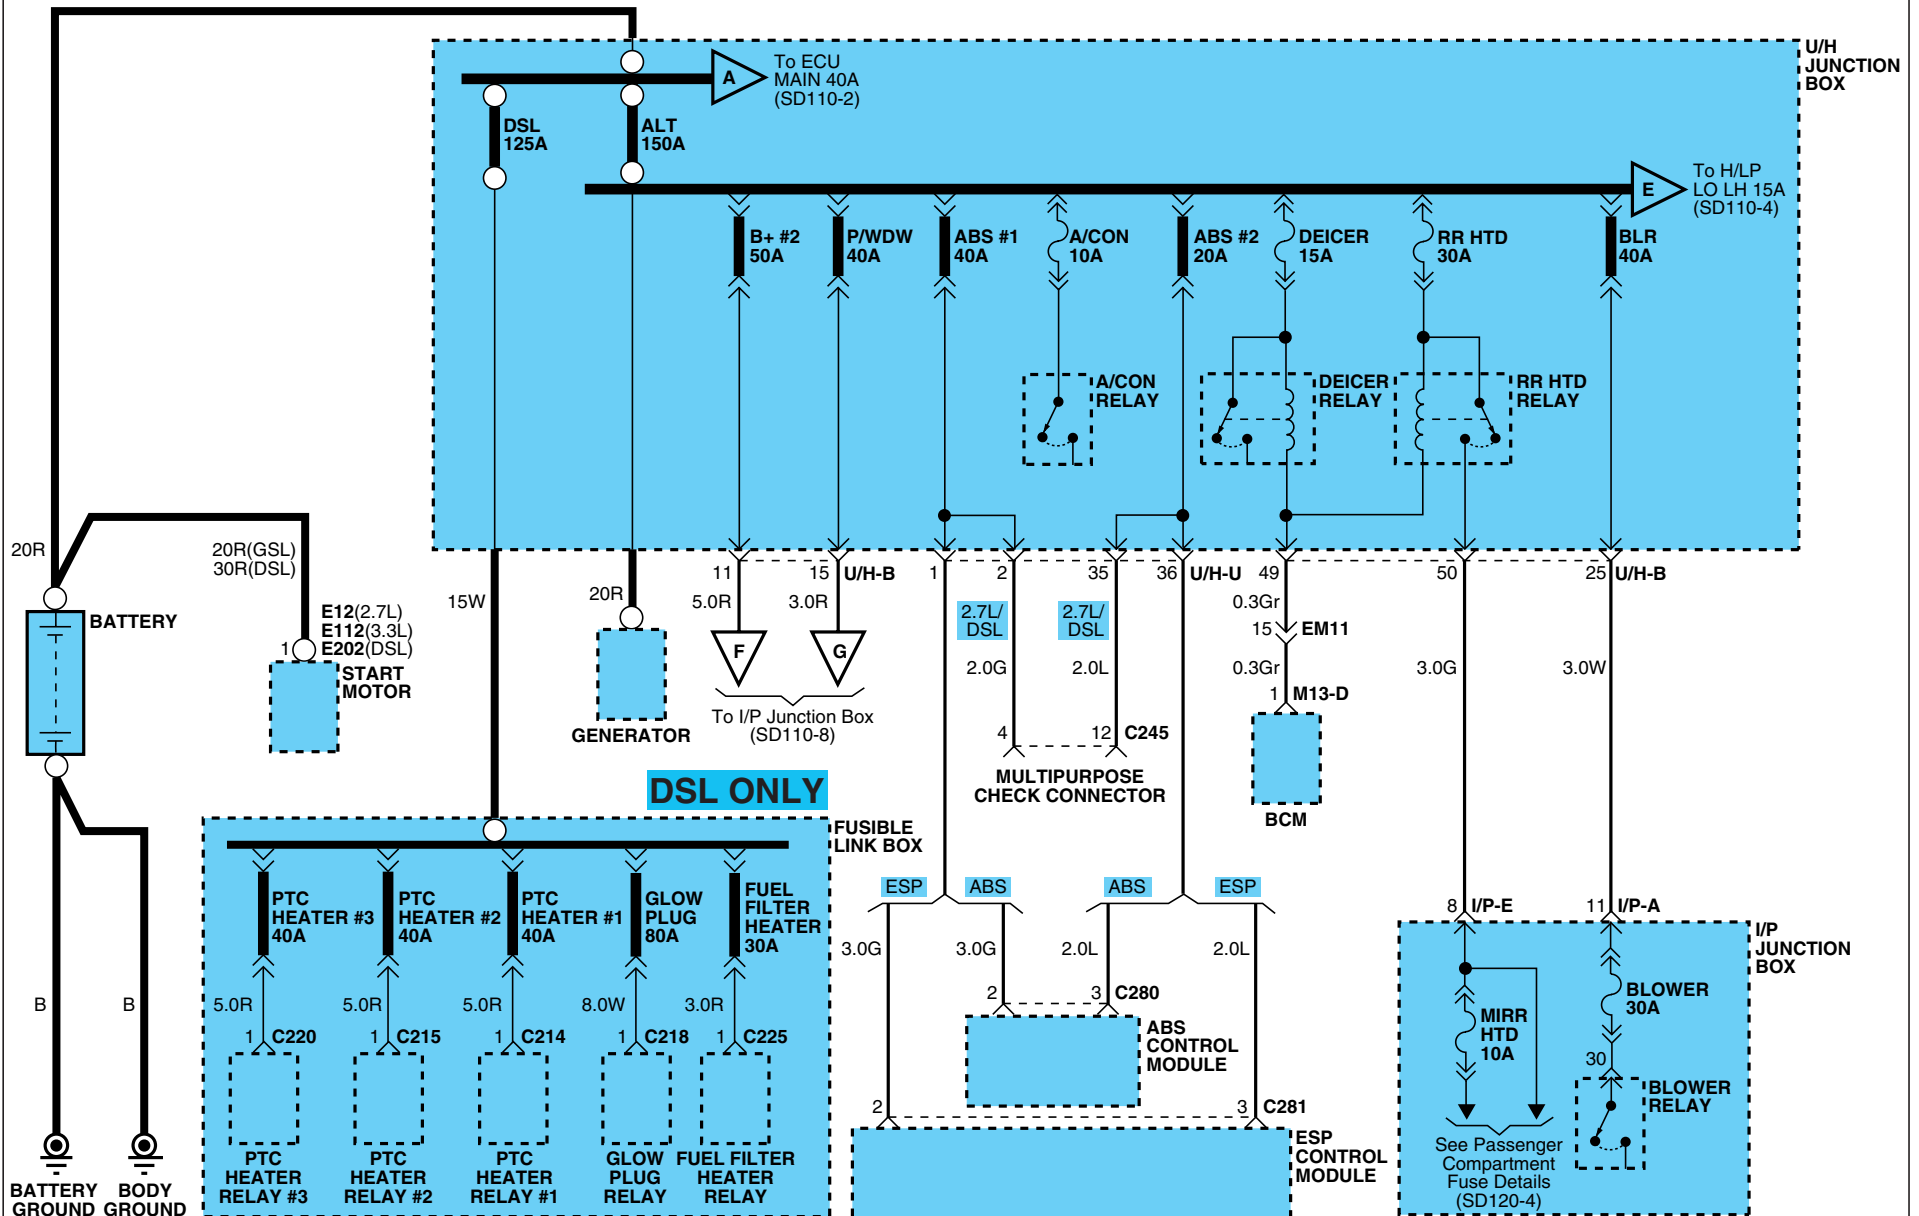 U/H
JUNCTION
BOX
A
To ECU
MAIN 40A
(SD110-2)
DSL
125A
ALT
150A
E
To H/LP
LO LH 15A
(SD110-4)
B+ #2
50A
P/WDW
40A
ABS #1
40A
A/CON
10A
ABS #2
20A
DEICER
15A
RR HTD
30A
BLR
40A
A/CON
RELAY
DEICER
RELAY
RR HTD
RELAY
20R
20R(GSL)
30R(DSL)
BATTERY
E12(2.7L)
E112(3.3L)
E202(DSL)
1
START
MOTOR
15W
20R
GENERATOR
11
15
U/H-B
1
2
35
36
U/H-U
49
50
25
U/H-B
5.0R
3.0R
F
G
To I/P Junction Box
(SD110-8)
2.7L/
DSL
2.7L/
DSL
2.0G
2.0L
4
12
C245
MULTIPURPOSE
CHECK CONNECTOR
0.3Gr
15
EM11
0.3Gr
1
M13-D
BCM
3.0G
3.0W
DSL ONLY
FUSIBLE
LINK BOX
PTC
HEATER #3
40A
PTC
HEATER #2
40A
PTC
HEATER #1
40A
GLOW
PLUG
80A
FUEL
FILTER
HEATER
30A
5.0R
5.0R
5.0R
8.0W
3.0R
1
C220
1
C215
1
C214
1
C218
1
C225
PTC
HEATER
RELAY #3
PTC
HEATER
RELAY #2
PTC
HEATER
RELAY #1
GLOW
PLUG
RELAY
FUEL FILTER
HEATER
RELAY
B
B
BATTERY
GROUND
BODY
GROUND
ESP
ABS
ABS
ESP
3.0G
3.0G
2.0L
2.0L
2
3
C280
ABS
CONTROL
MODULE
2
3
C281
ESP
CONTROL
MODULE
8
I/P-E
11
I/P-A
I/P
JUNCTION
BOX
MIRR
HTD
10A
BLOWER
30A
30
BLOWER
RELAY
See Passenger
Compartment
Fuse Details
(SD120-4)